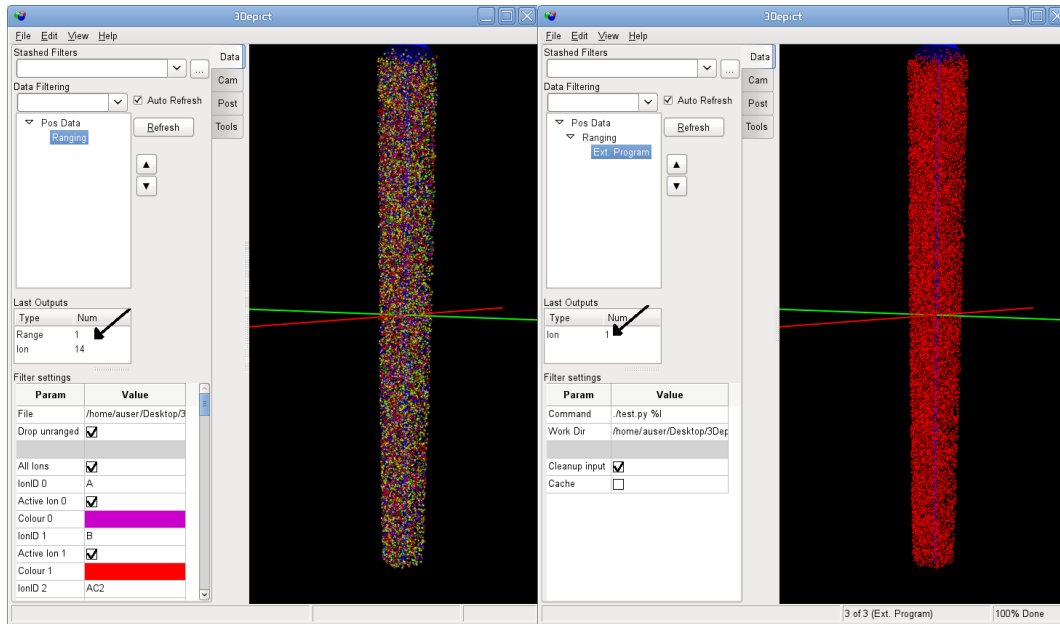 3Depict
File Edit View Help
Stashed Filters
...
Data Filtering
Auto Refresh
Pos Data
Ranging
Refresh
Data
Cam
Post
Tools
Last Outputs
Type Num
Range 1
Ion 14
Filter settings
Param Value
File /home/auser/Desktop/3
Drop unranged
All Ions
IonID 0 A
Active Ion 0
Colour 0
IonID 1 B
Active Ion 1
Colour 1
IonID 2 AC2
3Depict
File Edit View Help
Stashed Filters
...
Data Filtering
Auto Refresh
Pos Data
Ranging
Ext. Program
Refresh
Data
Cam
Post
Tools
Last Outputs
Type Num
Ion 1
Filter settings
Param Value
Command ./test.py %I
Work Dir /home/auser/Desktop/3Dep
Cleanup input
Cache
3 of 3 (Ext. Program) 100% Done